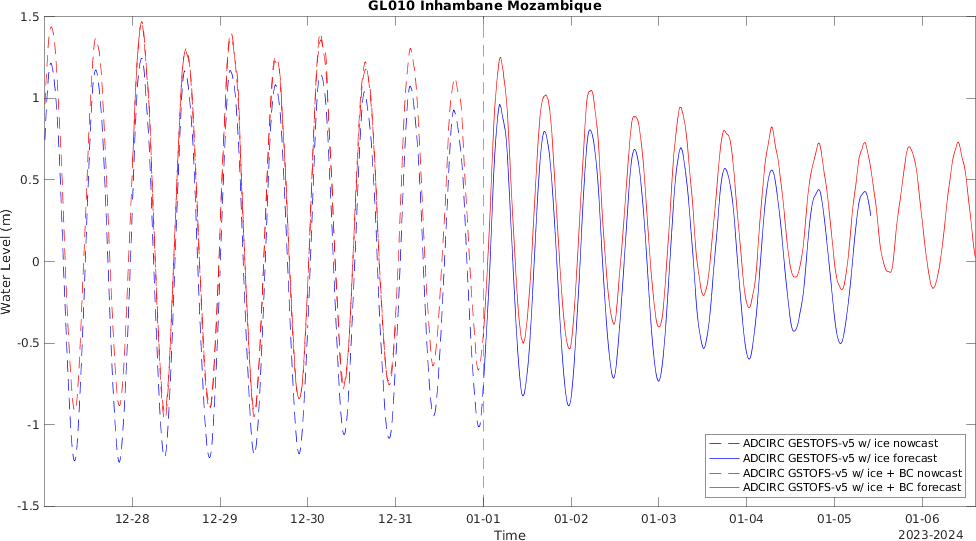 GL010 Inhambane Mozambique
1.5
1
0.5
0
-0.5
-1
-1.5
Water Level (m)
12-28 12-29 12-30 12-31 01-01 01-02 01-03 01-04 01-05 01-06
Time
2023-2024
ADCIRC GESTOFS-v5 w/ ice nowcast
ADCIRC GESTOFS-v5 w/ ice forecast
ADCIRC GSTOFS-v5 w/ ice + BC nowcast
ADCIRC GSTOFS-v5 w/ ice + BC forecast